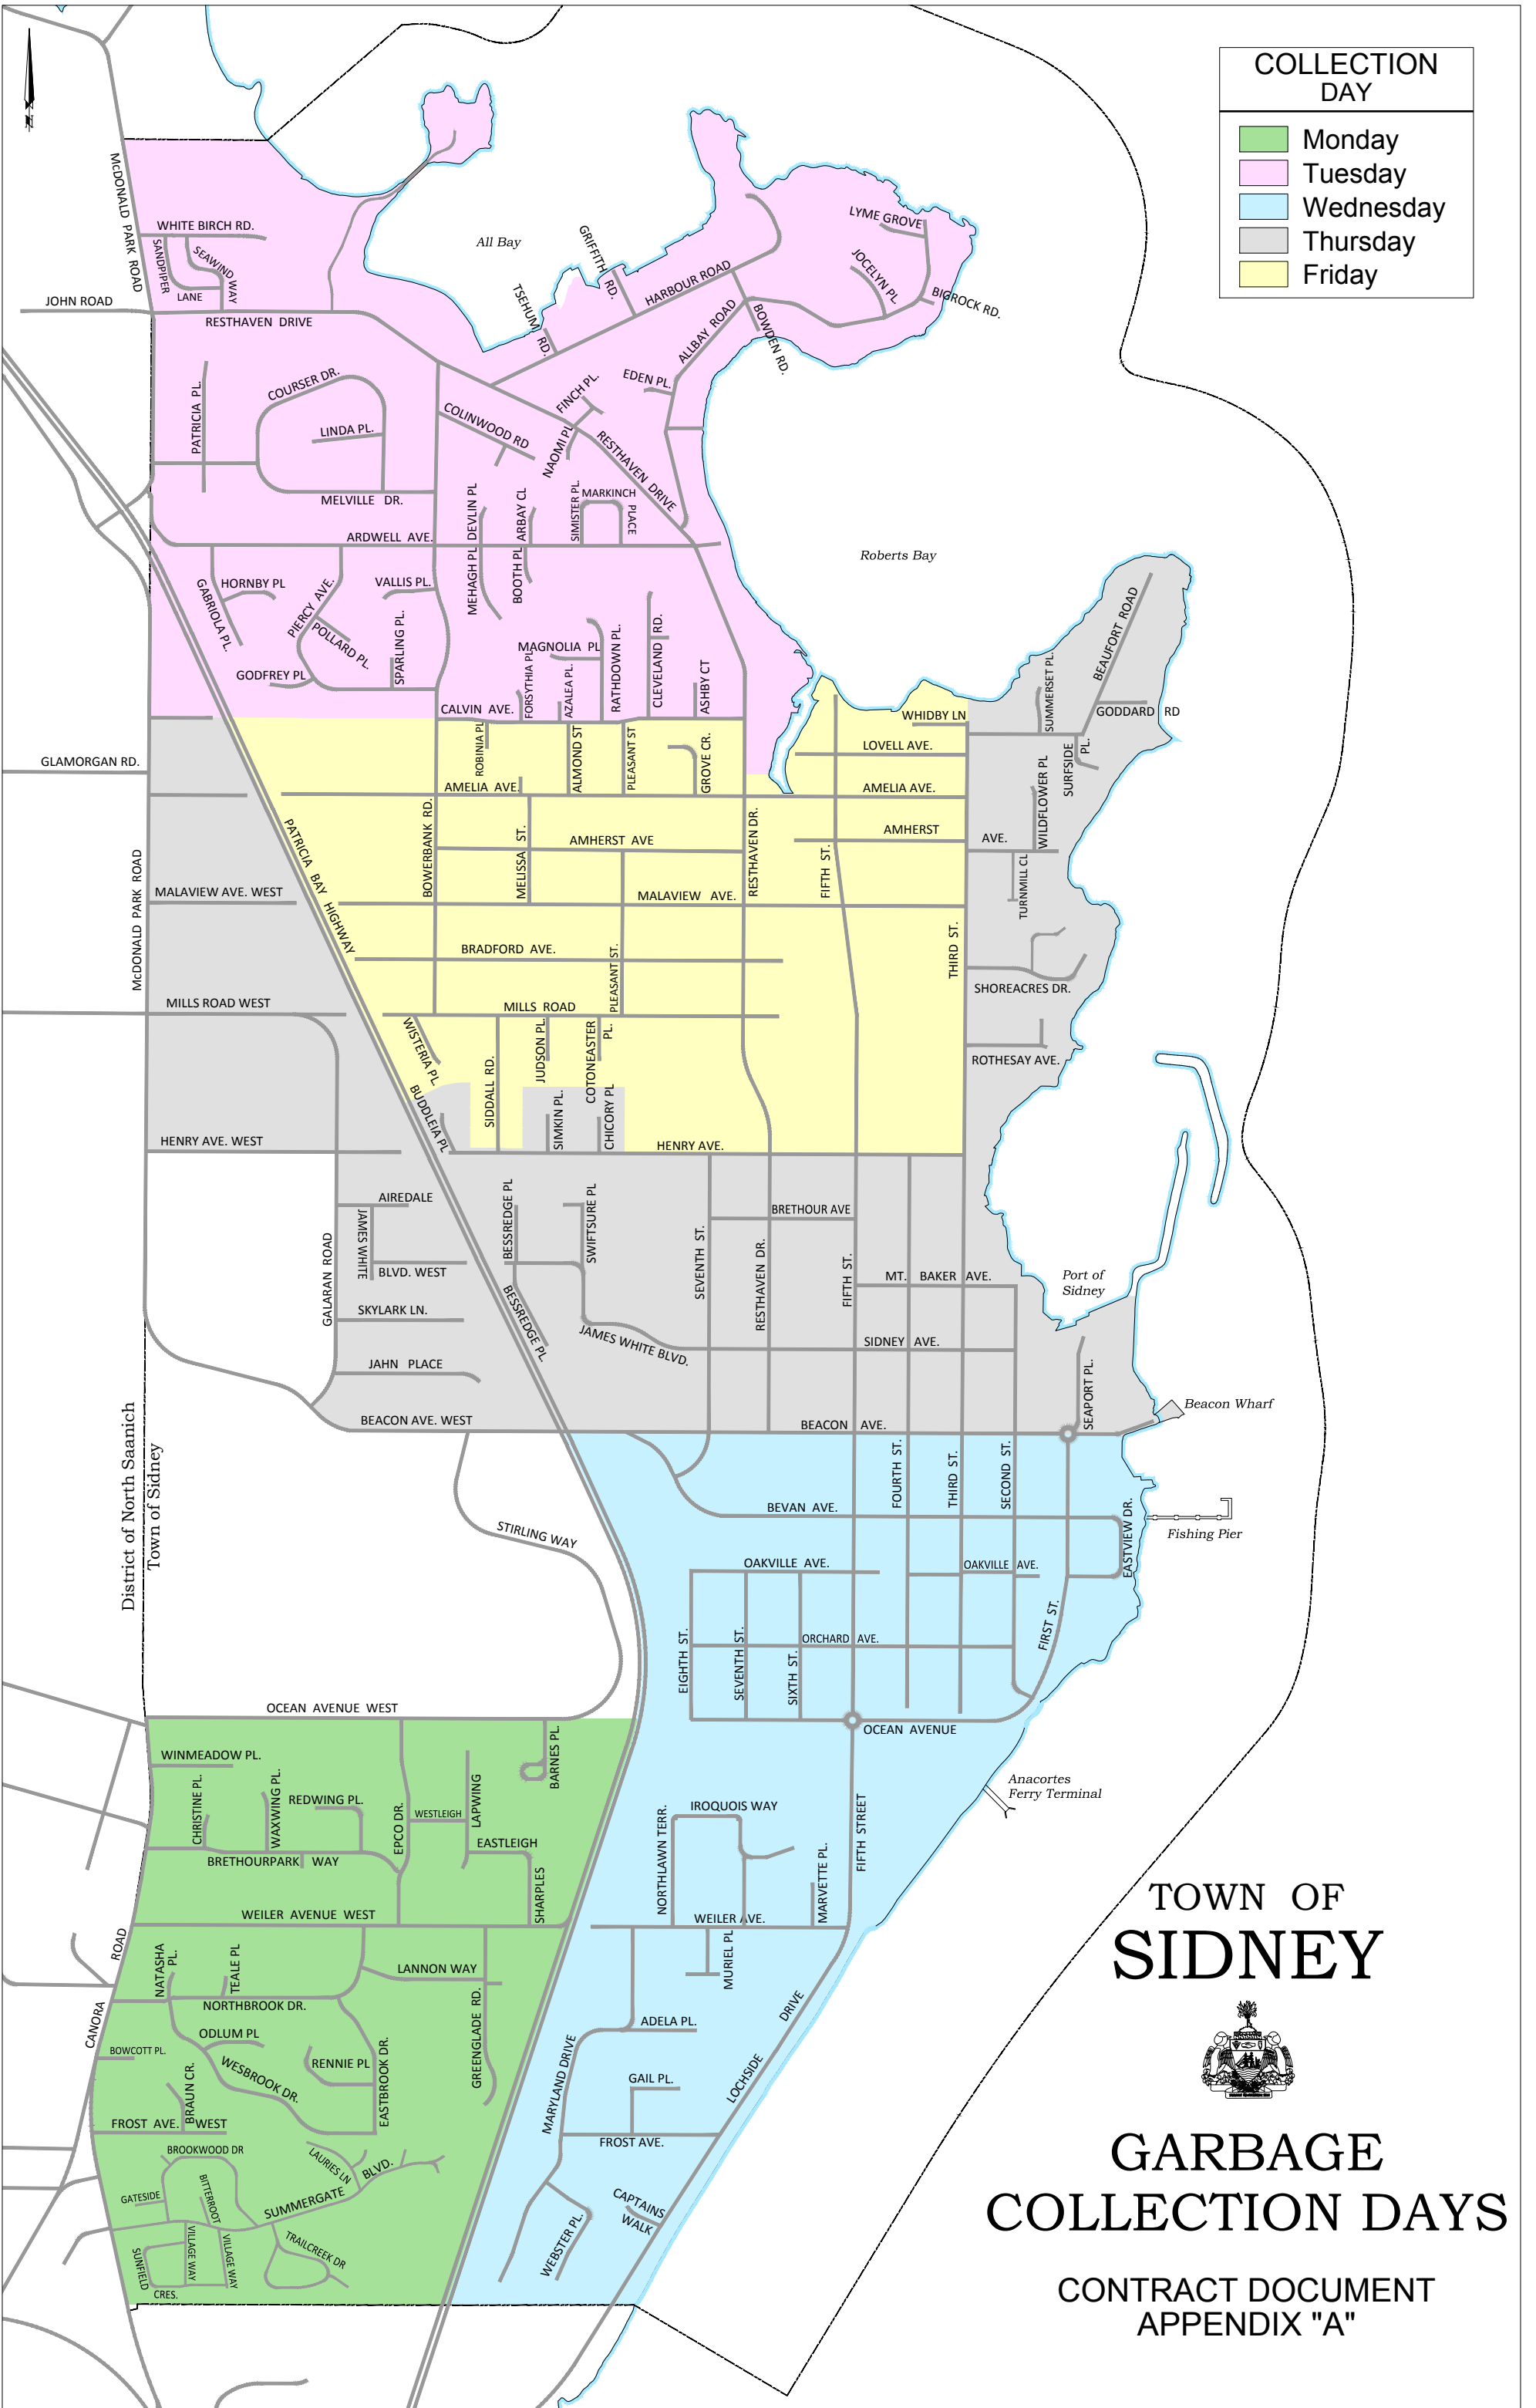 COLLECTION
DAY
Monday
Tuesday
Wednesday
Thursday
Friday
N
McDONALD PARK ROAD
WHITE BIRCH RD.
SANDPIPER
LANE
SEAWIND WAY
JOHN ROAD
RESTHAVEN DRIVE
All Bay
GRIFFITH RD.
TSEHUM RD.
HARBOUR ROAD
LYME GROVE
JOCELYN PL.
BIGROCK RD.
ALLBAY ROAD
BOWDEN RD.
EDEN PL.
FINCH PL.
COURSER DR.
PATRICIA PL.
LINDA PL.
COLINWOOD RD
NAOMI PL
RESTHAVEN DRIVE
MELVILLE DR.
MARKINCH
PLACE
SIMISTER PL.
ARBAY CL
DEVLIN PL
ARDWELL AVE.
MEHAGH PL
BOOTH PL
Roberts Bay
HORNBY PL
GABRIOLA PL.
PIERCY AVE.
VALLIS PL.
POLLARD PL.
SPARLING PL.
GODFREY PL
MAGNOLIA PL
FORSYTHIA PL
AZALEA PL.
RATHDOWN PL.
CLEVELAND RD.
ASHBY CT
CALVIN AVE.
BEAUFORT ROAD
SUMMERSET PL.
GODDARD RD
WHIDBY LN
LOVELL AVE.
SURFSIDE
PL.
ROBINIA PL
ALMOND ST
PLEASANT ST
GROVE CR.
GLAMORGAN RD.
AMELIA AVE.
AMELIA AVE.
WILDFLOWER PL
BOWERBANK RD.
MELISSA ST.
AMHERST AVE
RESTHAVEN DR.
FIFTH ST.
AMHERST
AVE.
TURNMILL CL
PATRICIA BAY HIGHWAY
McDONALD PARK ROAD
MALAVIEW AVE. WEST
MALAVIEW AVE.
BRADFORD AVE.
PLEASANT ST.
THIRD ST.
SHOREACRES DR.
MILLS ROAD WEST
MILLS ROAD
WISTERIA PL
SIDDALL RD.
JUDSON PL.
COTONEASTER
PL.
ROTHESAY AVE.
BUDDLEIA PL
SIMKIN PL.
CHICORY PL
HENRY AVE. WEST
HENRY AVE.
AIREDALE
JAMES WHITE
BLVD. WEST
GALARAN ROAD
SKYLARK LN.
JAHN PLACE
BESSREDGE PL
SWIFTSURE PL
BESSREDGE PL.
JAMES WHITE BLVD.
SEVENTH ST.
RESTHAVEN DR.
BRETHOUR AVE
FIFTH ST.
MT. BAKER AVE.
SIDNEY AVE.
Port of
Sidney
SEAPORT PL.
Beacon Wharf
BEACON AVE. WEST
BEACON AVE.
District of North Saanich
Town of Sidney
STIRLING WAY
FOURTH ST.
THIRD ST.
SECOND ST.
BEVAN AVE.
EASTVIEW DR.
Fishing Pier
OAKVILLE AVE.
OAKVILLE AVE.
EIGHTH ST.
SEVENTH ST.
SIXTH ST.
ORCHARD AVE.
FIRST ST.
OCEAN AVENUE WEST
OCEAN AVENUE
WINMEADOW PL.
BARNES PL.
CHRISTINE PL.
WAXWING PL.
REDWING PL.
EPCO DR.
WESTLEIGH
LAPWING
EASTLEIGH
SHARPLES
BRETHOURPARK WAY
Anacortes
Ferry Terminal
IROQUOIS WAY
NORTHLAWN TERR.
MARVETTE PL.
FIFTH STREET
WEILER AVENUE WEST
WEILER AVE.
MURIEL PL
CANORA ROAD
NATASHA
PL.
TEALE PL
LANNON WAY
NORTHBROOK DR.
GREENGLADE RD.
ODLUM PL
BOWCOTT PL.
WESBROOK DR.
RENNIE PL
EASTBROOK DR.
BRAUN CR.
FROST AVE. WEST
ADELA PL.
MARYLAND DRIVE
GAIL PL.
LOCHSIDE DRIVE
FROST AVE.
BROOKWOOD DR
LAURIES LN
SUMMERGATE BLVD.
GATESIDE
BITTERROOT
VILLAGE WAY
VILLAGE WAY
TRAILCREEK DR
SUNFIELD
CRES.
CAPTAINS
WALK
WEBSTER PL.
TOWN OF
SIDNEY
GARBAGE
COLLECTION DAYS
CONTRACT DOCUMENT
APPENDIX "A"